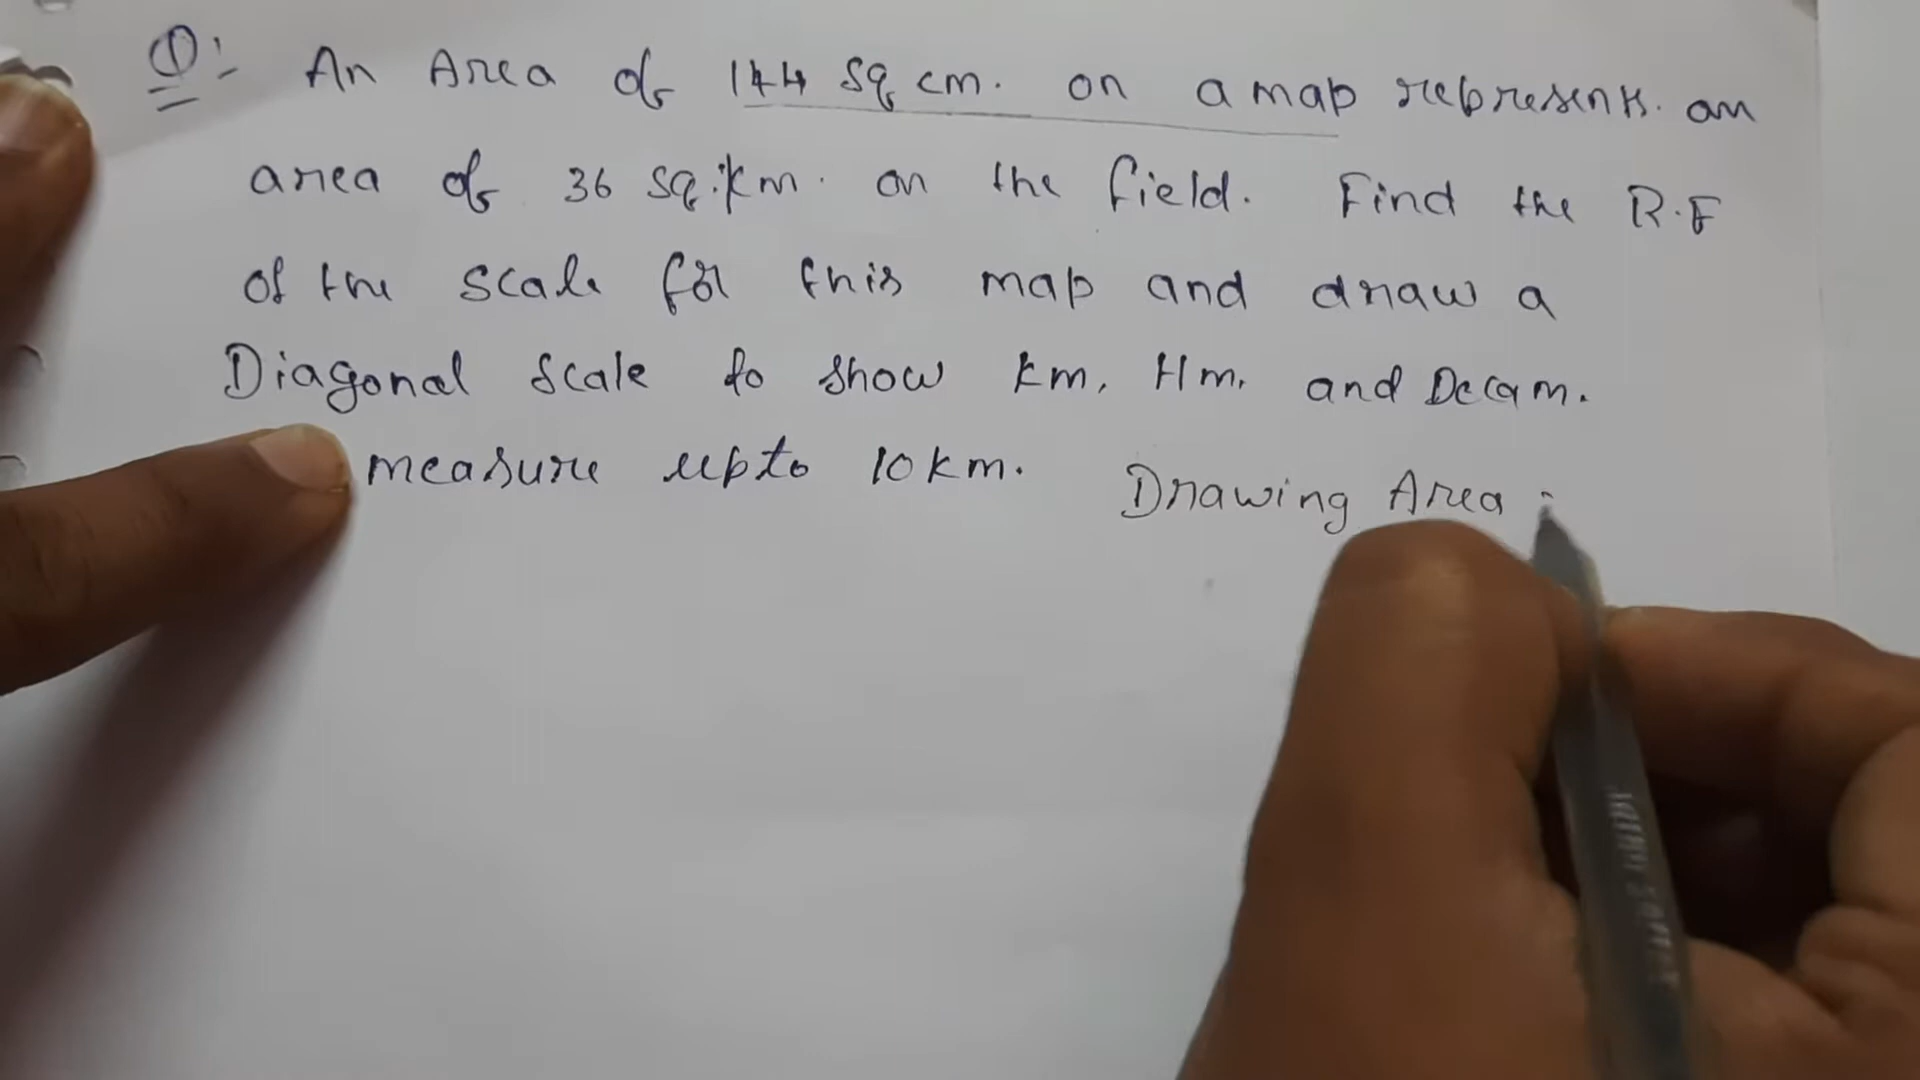 Q:- An Area of 144 sq cm. on a map represents. an
area of 36 sq.km. on the field. Find the R.F
of the scale for this map and draw a
Diagonal scale to show km, Hm, and Decam.
measure upto 10 km. Drawing Area :